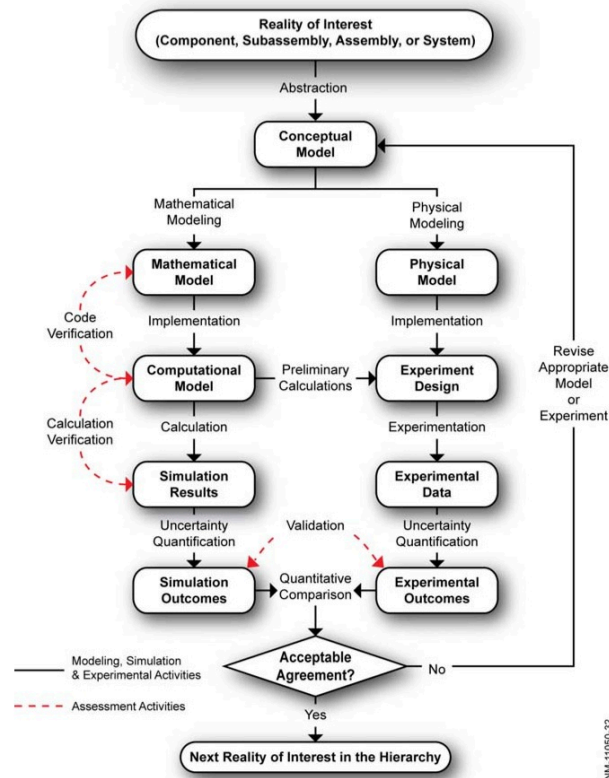 Reality of Interest
(Component, Subassembly, Assembly, or System)
Abstraction
Conceptual
Model
Mathematical
Modeling
Physical
Modeling
Mathematical
Model
Physical
Model
Code
Verification
Implementation
Implementation
Revise
Appropriate
Model
or
Experiment
Computational
Model
Preliminary
Calculations
Experiment
Design
Calculation
Verification
Calculation
Experimentation
Simulation
Results
Experimental
Data
Uncertainty
Quantification
Validation
Uncertainty
Quantification
Simulation
Outcomes
Quantitative
Comparison
Experimental
Outcomes
Modeling, Simulation
& Experimental Activities
Acceptable
Agreement?
No
Assessment Activities
Yes
Next Reality of Interest in the Hierarchy